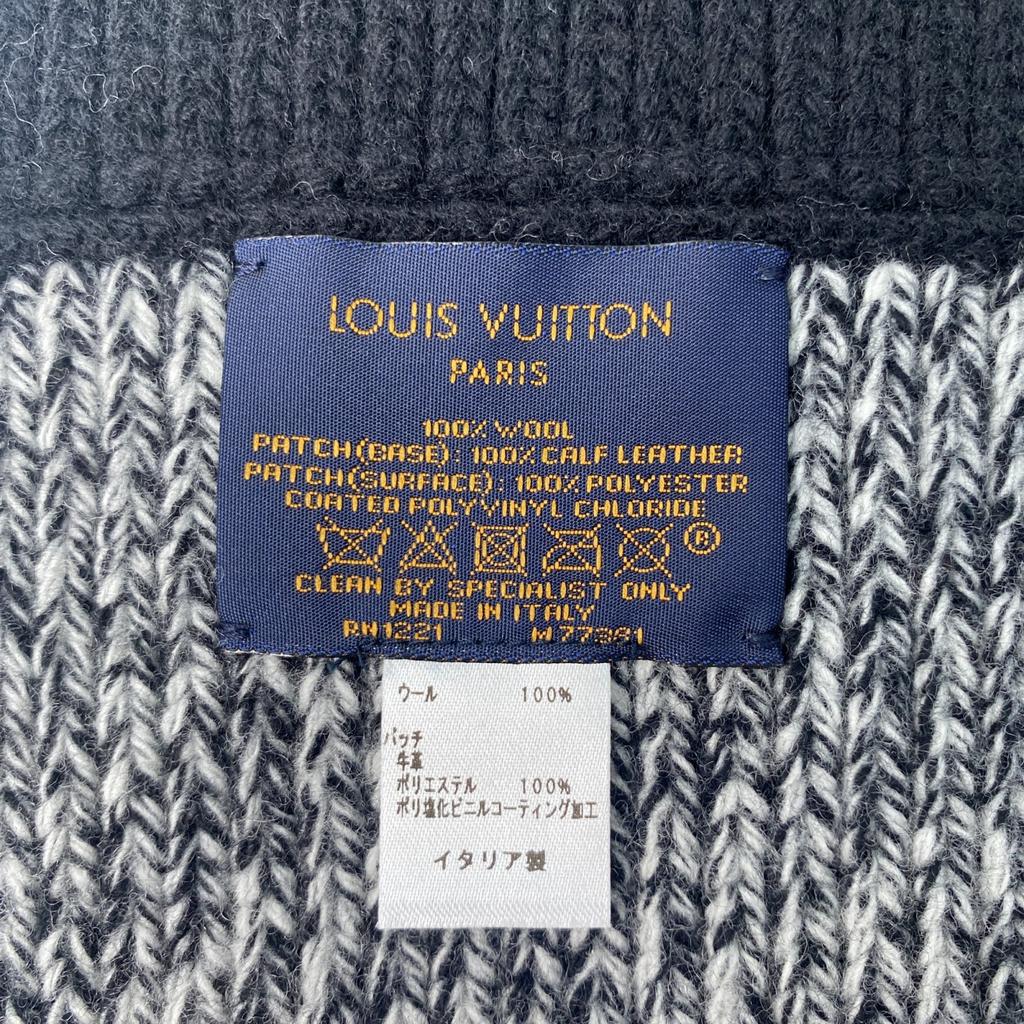 LOUIS VUITTON
PARIS
100% WOOL
PATCH(BASE): 100% CALF LEATHER
PATCH(SURFACE): 100% POLYESTER
COATED POLYVINYL CHLORIDE
®
CLEAN BY SPECIALIST ONLY
MADE IN ITALY
RN1221 M77381
ウール 100%
パッチ
牛革
ポリエステル 100%
ポリ塩化ビニルコーティング加工
イタリア製